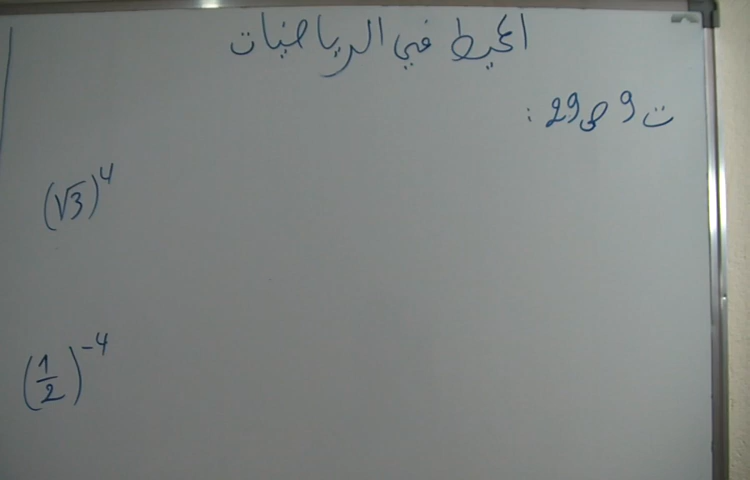 المحيط في الرياضيات
ت 9 ص 29 :
(√3)^4
(1/2)^-4